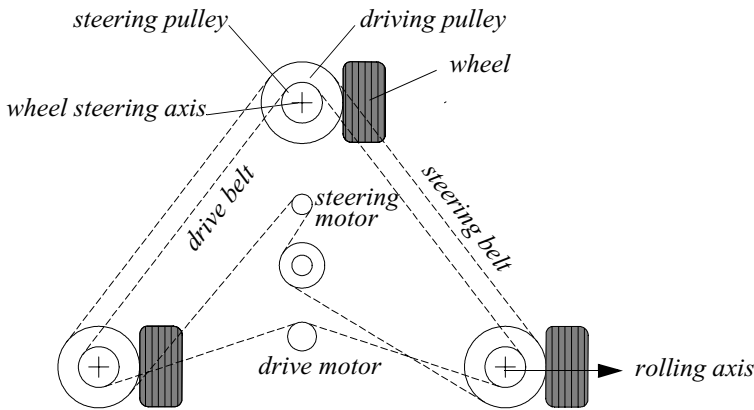 steering pulley
driving pulley
wheel
wheel steering axis
drive belt
steering
motor
steering belt
drive motor
rolling axis